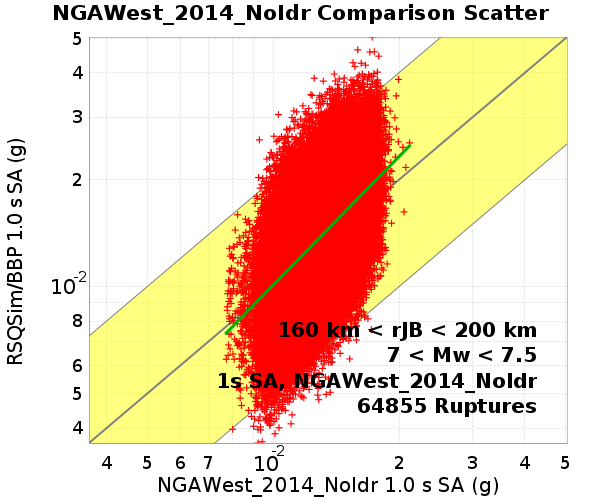 NGAWest_2014_NoIdr Comparison Scatter
5
4
3
2
10-2
8
6
5
4
RSQSim/BBP 1.0 s SA (g)
160 km < rJB < 200 km
7 < Mw < 7.5
1s SA, NGAWest_2014_NoIdr
64855 Ruptures
4 5 6 7 10-2 2 3 4 5
NGAWest_2014_NoIdr 1.0 s SA (g)